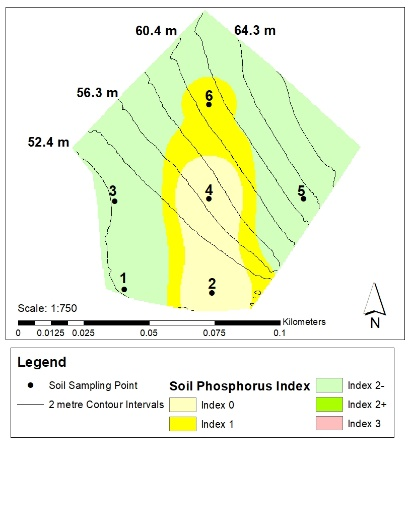 60.4 m 64.3 m
56.3 m
6
52.4 m
3 4 5
1 2
Scale: 1:750
Kilometers
0 0.0125 0.025 0.05 0.075 0.1
N
Legend
Soil Sampling Point
2 metre Contour Intervals
Soil Phosphorus Index
Index 0
Index 1
Index 2-
Index 2+
Index 3